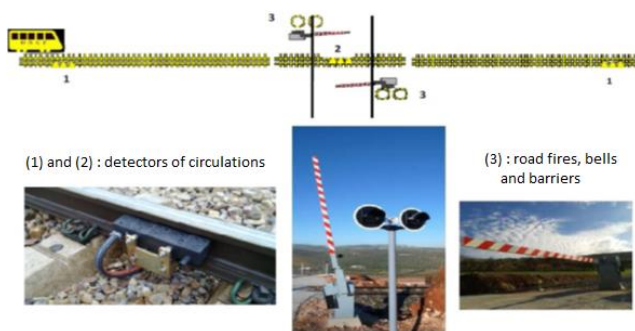 3
2
1
3
1
(1) and (2) : detectors of circulations
(3) : road fires, bells
and barriers